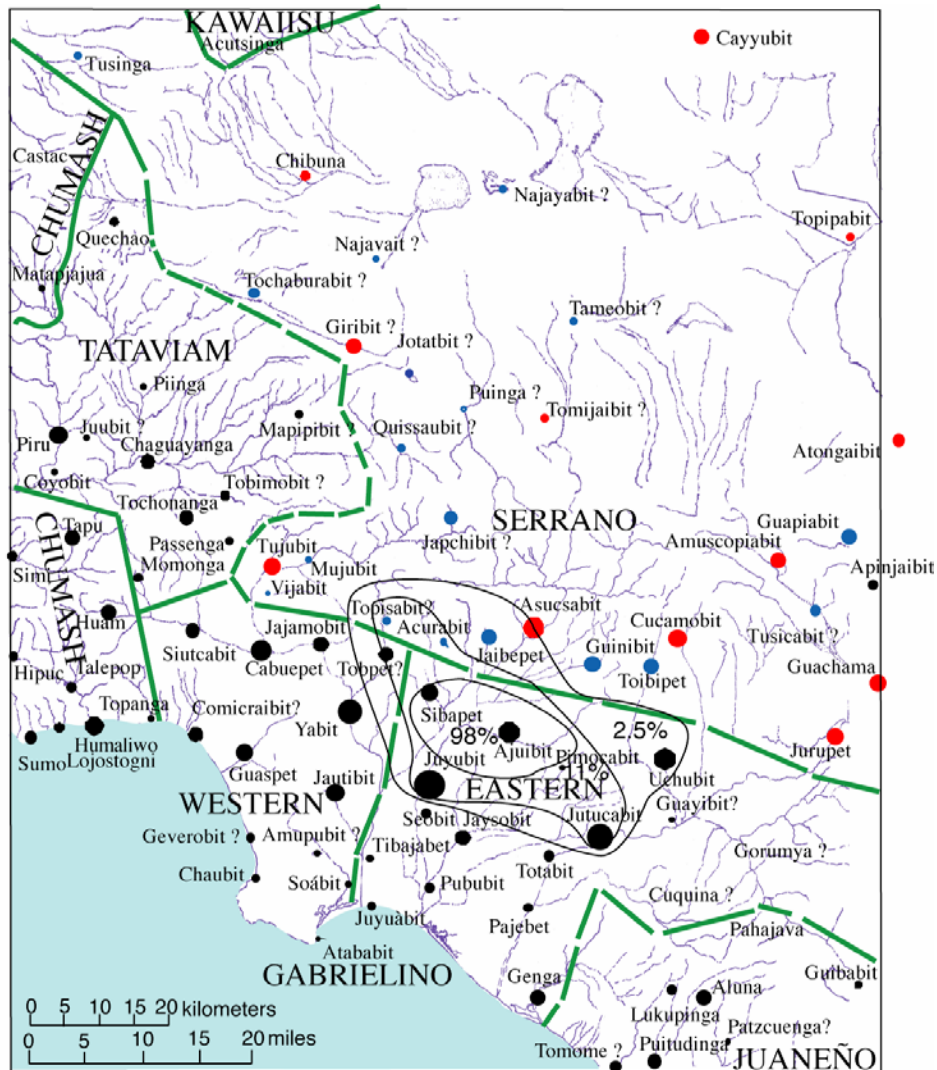 KAWAIISU
Acutsinga
Cayyubit
Tusinga
CHUMASH
Castac
Chibuna
Najayabit ?
Topipabit
Quechao
Najavait ?
Matapjajua
Tochaburabit ?
Tameobit ?
Giribit ?
Jotatbit ?
TATAVIAM
Piinga
Puinga ?
Tomijaibit ?
Juubit ?
Mapipibit ?
Quissaubit ?
Piru
Chaguayanga
Atongaibit
Coyobit
Tobimobit ?
Tochonanga
SERRANO
CHUMASH
Tapu
Guapiabit
Passenga
Japchibit ?
Amuscopiabit
Tujubit
Mujubit
Simi
Momonga
Apinjaibit
Vijabit
Topisabit?
Asucsabit
Huam
Jajamobit
Acurabit
Cucamobit
Tusicabit ?
Siutcabit
Cabuepet
Tobpet?
Jaibepet
Guinibit
Toibipet
Hipuc
Talepop
Guachama
Topanga
Comicraibit?
Sibapet
Yabit
98%
Ajuibit
2,5%
Humaliwo
Sumo
Lojostogni
Juyubit
Pimocabit
11%
Jurupet
Guaspet
Uchubit
Jautibit
EASTERN
WESTERN
Guayibit?
Seobit
Jaysobit
Jutucabit
Geverobit ?
Amupubit ?
Tibajabet
Gorumya ?
Chaubit
Totabit
Soábit
Pububit
Cuquina ?
Juyuàbit
Pajebet
Pahajava
Atababit
GABRIELINO
Genga
Guibabit
Aluna
Lukupinga
0 5 10 15 20 kilometers
0 5 10 15 20 miles
Patzcuenga?
Puitudinga
Tomome ?
JUANEÑO